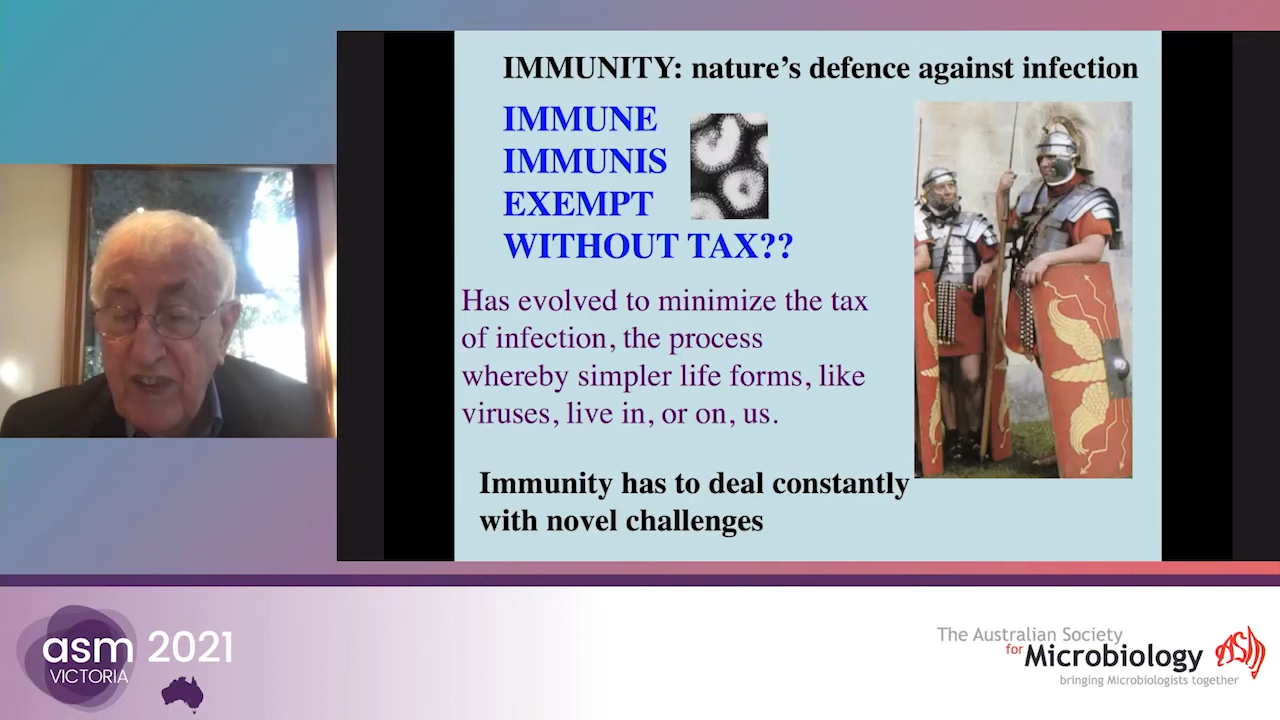 IMMUNITY: nature's defence against infection
IMMUNE
IMMUNIS
EXEMPT
WITHOUT TAX??
Has evolved to minimize the tax
of infection, the process
whereby simpler life forms, like
viruses, live in, or on, us.
Immunity has to deal constantly
with novel challenges
asm 2021
VICTORIA
The Australian Society
for Microbiology
bringing Microbiologists together
ASM